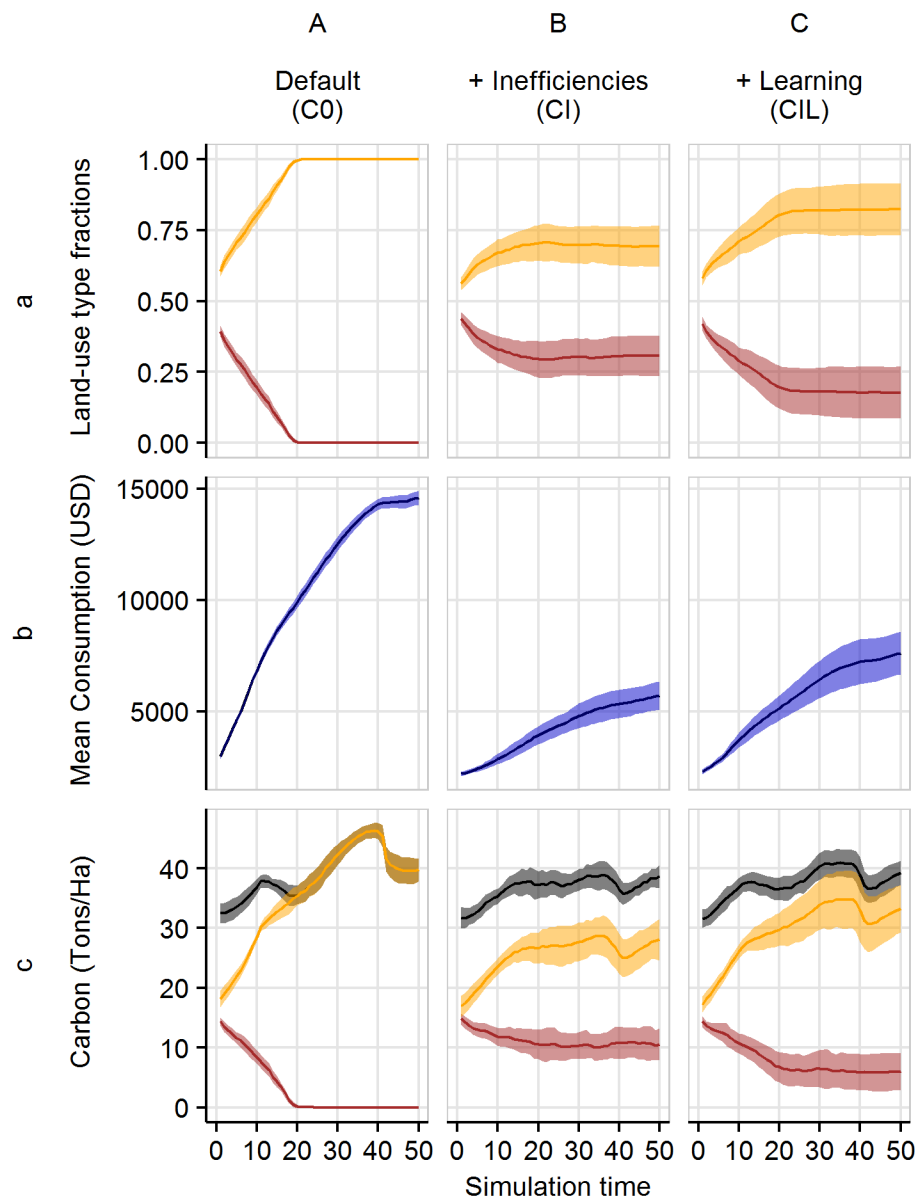 A B C
Default + Inefficiencies + Learning
(C0) (CI) (CIL)
a
Land-use type fractions
1.00
0.75
0.50
0.25
0.00
b
Mean Consumption (USD)
15000
10000
5000
c
Carbon (Tons/Ha)
40
30
20
10
0
0 10 20 30 40 50 0 10 20 30 40 50 0 10 20 30 40 50
Simulation time